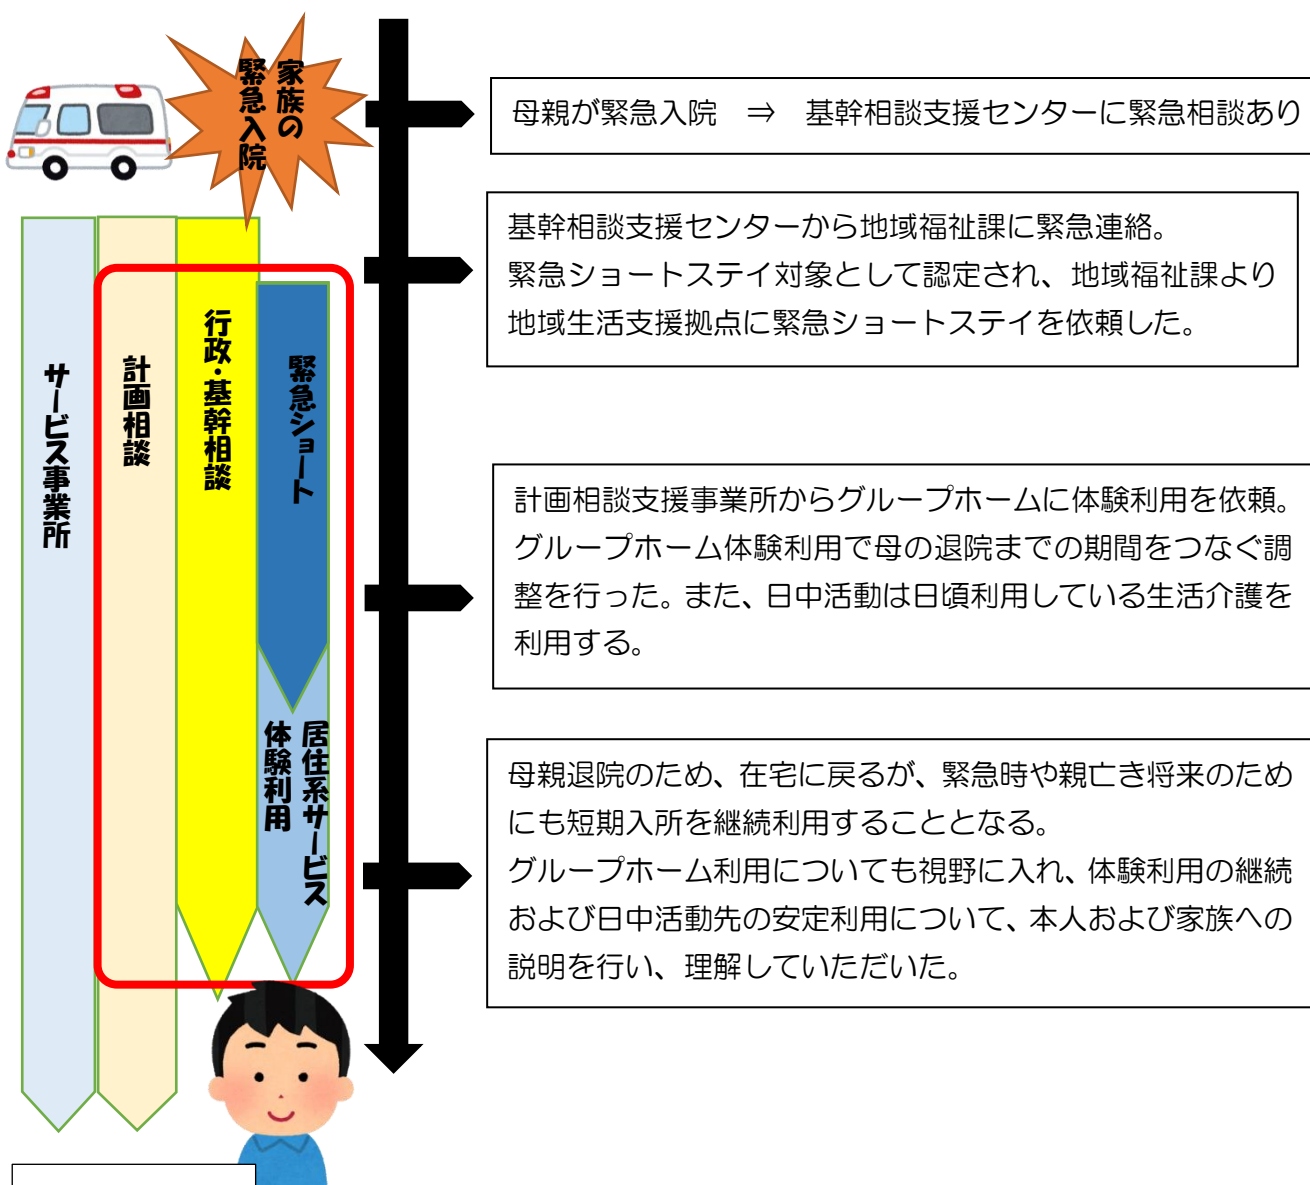 家族の
緊急入院
母親が緊急入院　⇒　基幹相談支援センターに緊急相談あり
基幹相談支援センターから地域福祉課に緊急連絡。
緊急ショートステイ対象として認定され、地域福祉課より
地域生活支援拠点に緊急ショートステイを依頼した。
サービス事業所
計画相談
行政・基幹相談
緊急ショート
計画相談支援事業所からグループホームに体験利用を依頼。
グループホーム体験利用で母の退院までの期間をつなぐ調
整を行った。また、日中活動は日頃利用している生活介護を
利用する。
居住系サービス
体験利用
母親退院のため、在宅に戻るが、緊急時や親亡き将来のため
にも短期入所を継続利用することとなる。
グループホーム利用についても視野に入れ、体験利用の継続
および日中活動先の安定利用について、本人および家族への
説明を行い、理解していただいた。